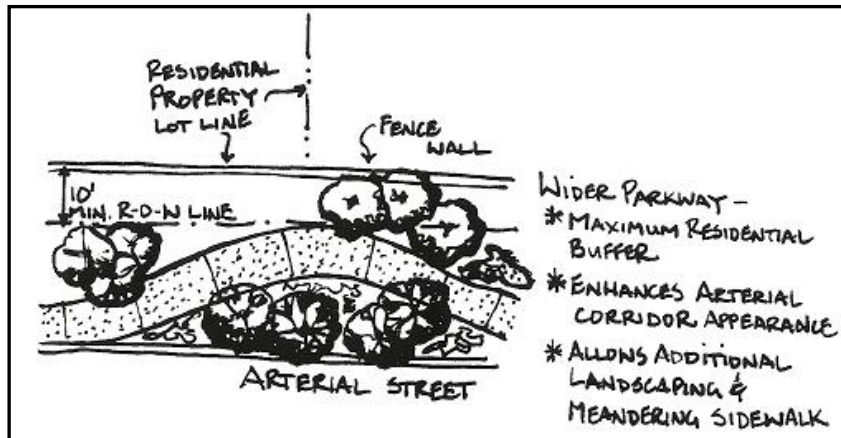 RESIDENTIAL
PROPERTY
LOT LINE
FENCE
WALL
10'
MIN. R-O-W LINE
WIDER PARKWAY -
* MAXIMUM RESIDENTIAL
BUFFER
* ENHANCES ARTERIAL
CORRIDOR APPEARANCE
* ALLOWS ADDITIONAL
LANDSCAPING &
MEANDERING SIDEWALK
ARTERIAL STREET